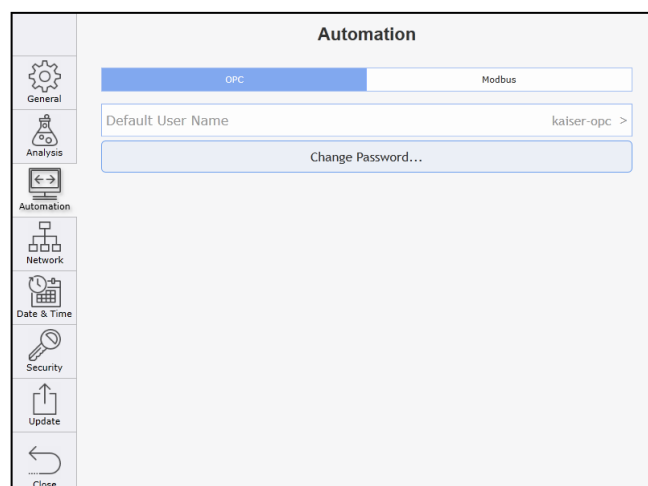 Automation
OPC
Modbus
Default User Name
kaiser-opc >
Change Password...
General
Analysis
Automation
Network
Date & Time
Security
Update
Close